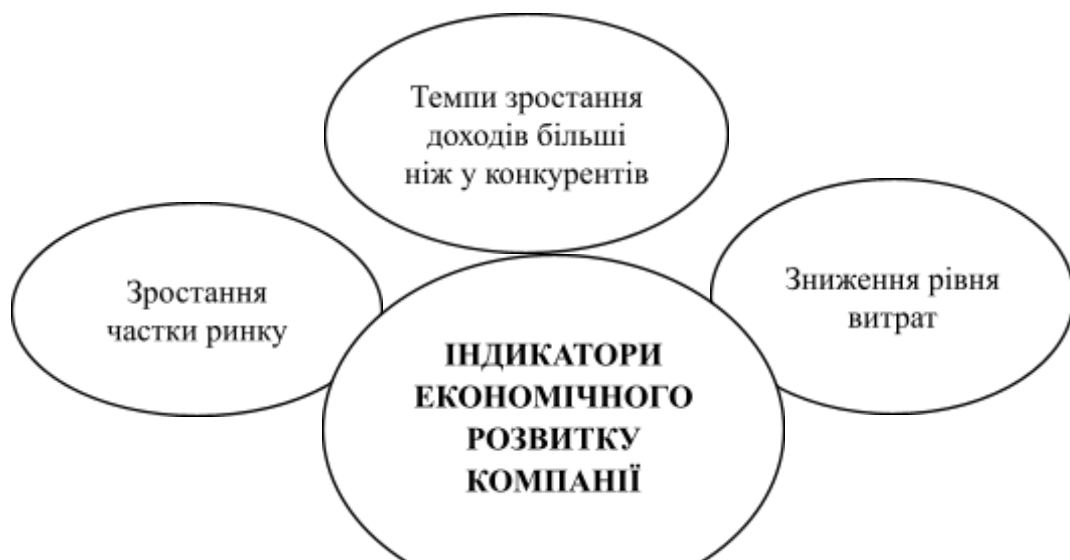 Темпи зростання
доходів більші
ніж у конкурентів
Зростання
частки ринку
Зниження рівня
витрат
ІНДИКАТОРИ
ЕКОНОМІЧНОГО
РОЗВИТКУ
КОМПАНІЇ